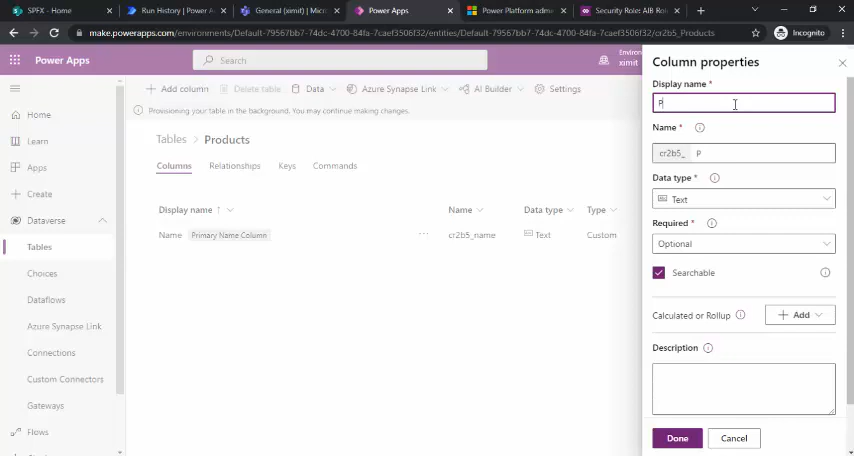 SPFX - Home
Run History | Power A
General (ximit) | Micros
Power Apps
Power Platform admi
Security Role: AIB Rol
make.powerapps.com/environments/Default-79567bb7-74dc-4700-84fa-7caef3506f32/entities/Default-79567bb7-74dc-4700-84fa-7caef3506f32/cr2b5_Products
Incognito
Power Apps
Search
Environ
ximit
Add column
Delete table
Data
Azure Synapse Link
AI Builder
Settings
Provisioning your table in the background. You may continue making changes.
Home
Learn
Apps
Create
Dataverse
Tables
Choices
Dataflows
Azure Synapse Link
Connections
Custom Connectors
Gateways
Flows
Tables > Products
Columns
Relationships
Keys
Commands
Display name ↑
Name
Data type
Type
Name
Primary Name Column
...
cr2b5_name
Text
Custom
Column properties
Display name *
P
Name *
cr2b5_
P
Data type *
Text
Required *
Optional
Searchable
Calculated or Rollup
+ Add
Description
Done
Cancel